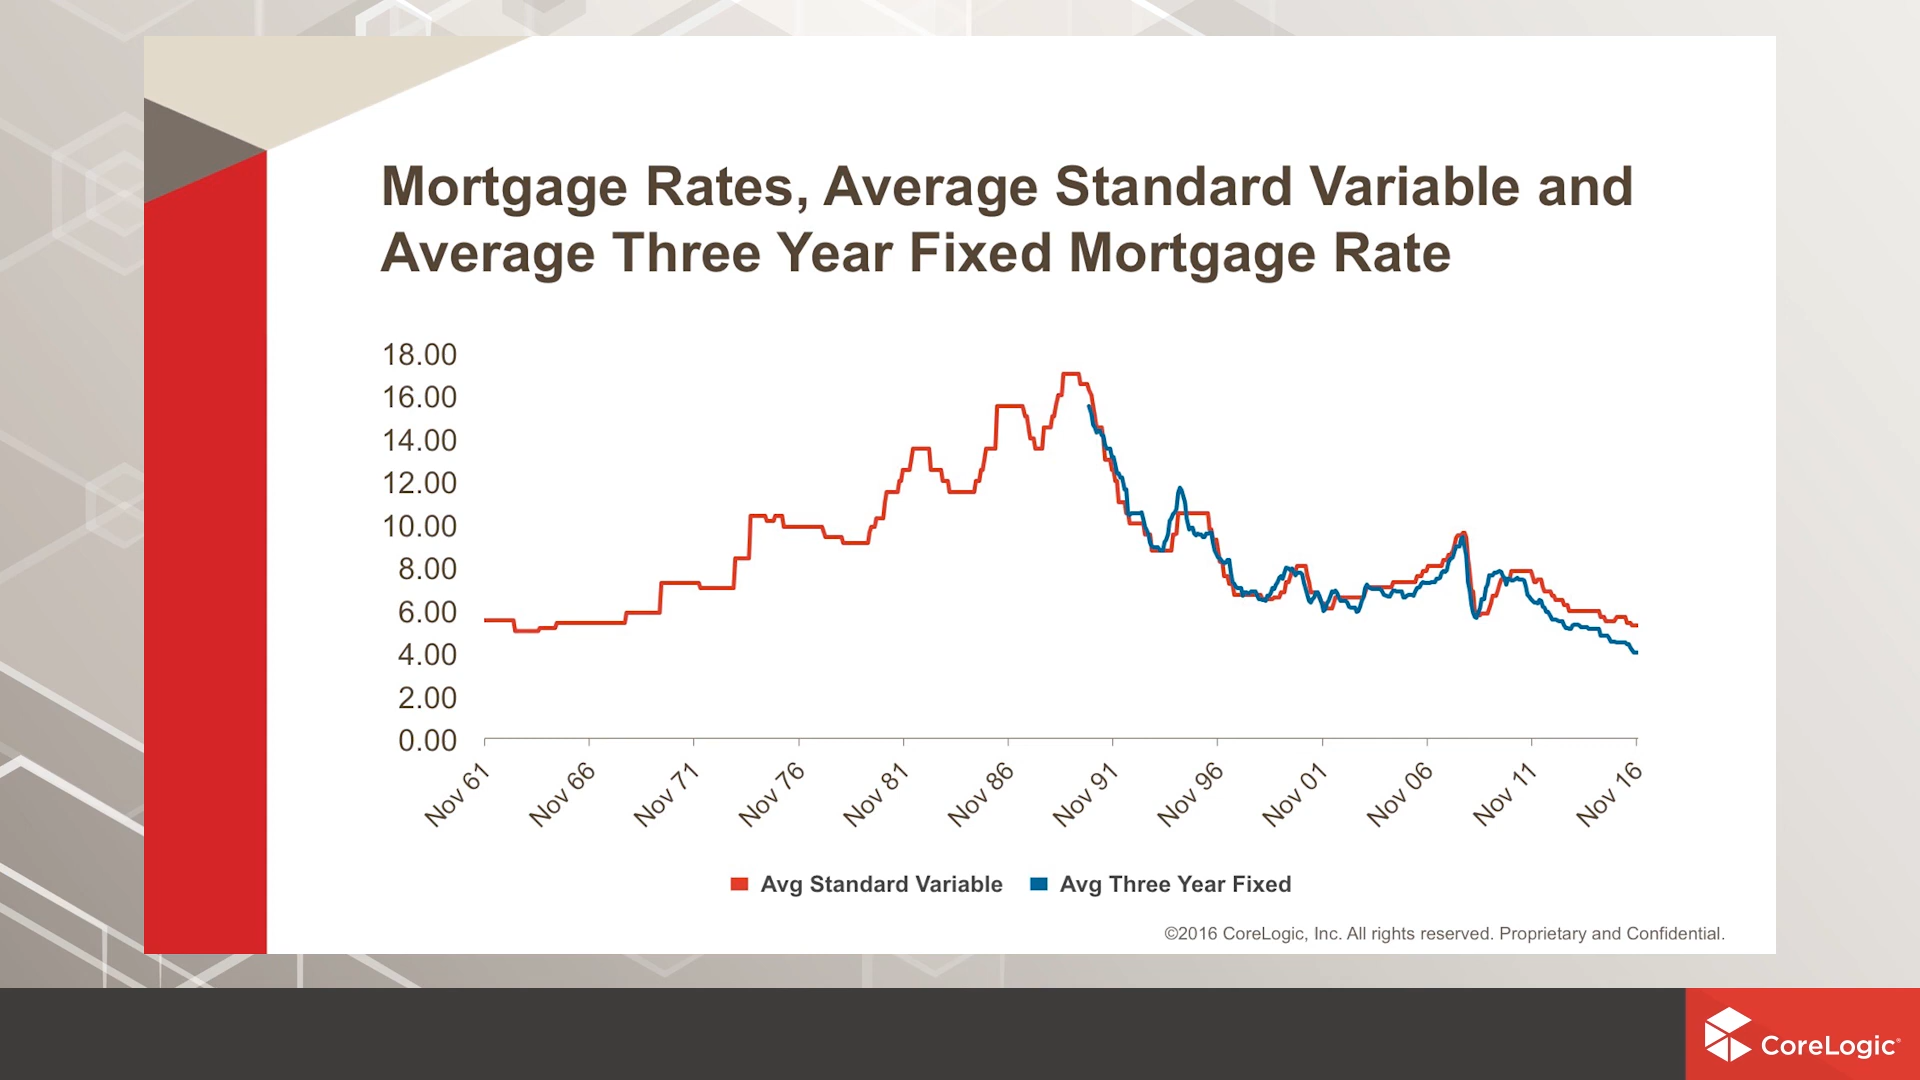 Mortgage Rates, Average Standard Variable and
Average Three Year Fixed Mortgage Rate
18.00
16.00
14.00
12.00
10.00
8.00
6.00
4.00
2.00
0.00
Nov 61
Nov 66
Nov 71
Nov 76
Nov 81
Nov 86
Nov 91
Nov 96
Nov 01
Nov 06
Nov 11
Nov 16
Avg Standard Variable
Avg Three Year Fixed
©2016 CoreLogic, Inc. All rights reserved. Proprietary and Confidential.
CoreLogic®